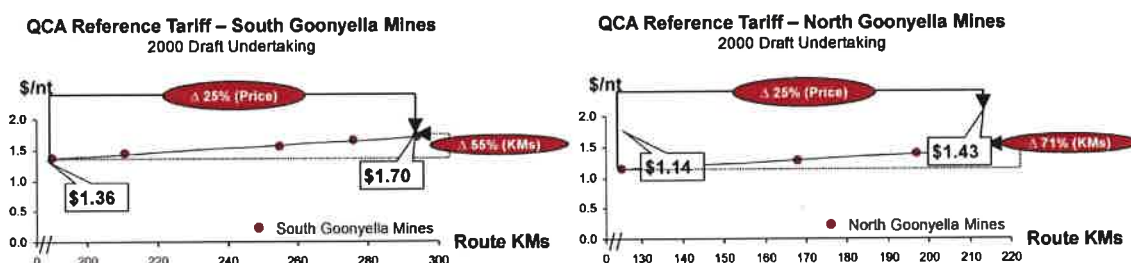 QCA Reference Tariff – South Goonyella Mines
2000 Draft Undertaking
$/nt
Δ 25% (Price)
2.0
1.5
1.0
0.5
0.0
Δ 55% (KMs)
$1.36
$1.70
South Goonyella Mines
Route KMs
0 200 220 240 260 280 300
QCA Reference Tariff – North Goonyella Mines
2000 Draft Undertaking
$/nt
Δ 25% (Price)
2.0
1.5
1.0
0.5
0.0
$1.14
$1.43
Δ 71% (KMs)
North Goonyella Mines
Route KMs
0 130 140 150 160 170 180 190 200 210 220